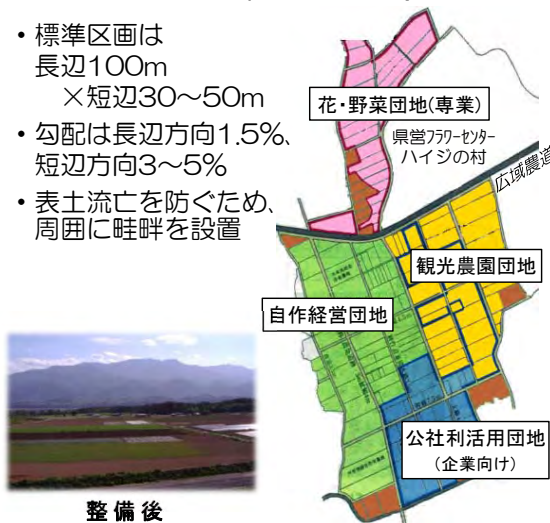 ・標準区画は
長辺100m
×短辺30～50m
・勾配は長辺方向1.5%、
短辺方向3～5%
・表土流亡を防ぐため、
周囲に畦畔を設置
花・野菜団地(専業)
県営フラワーセンター
ハイジの村
広域農道
観光農園団地
自作経営団地
公社利活用団地
(企業向け)
整備後